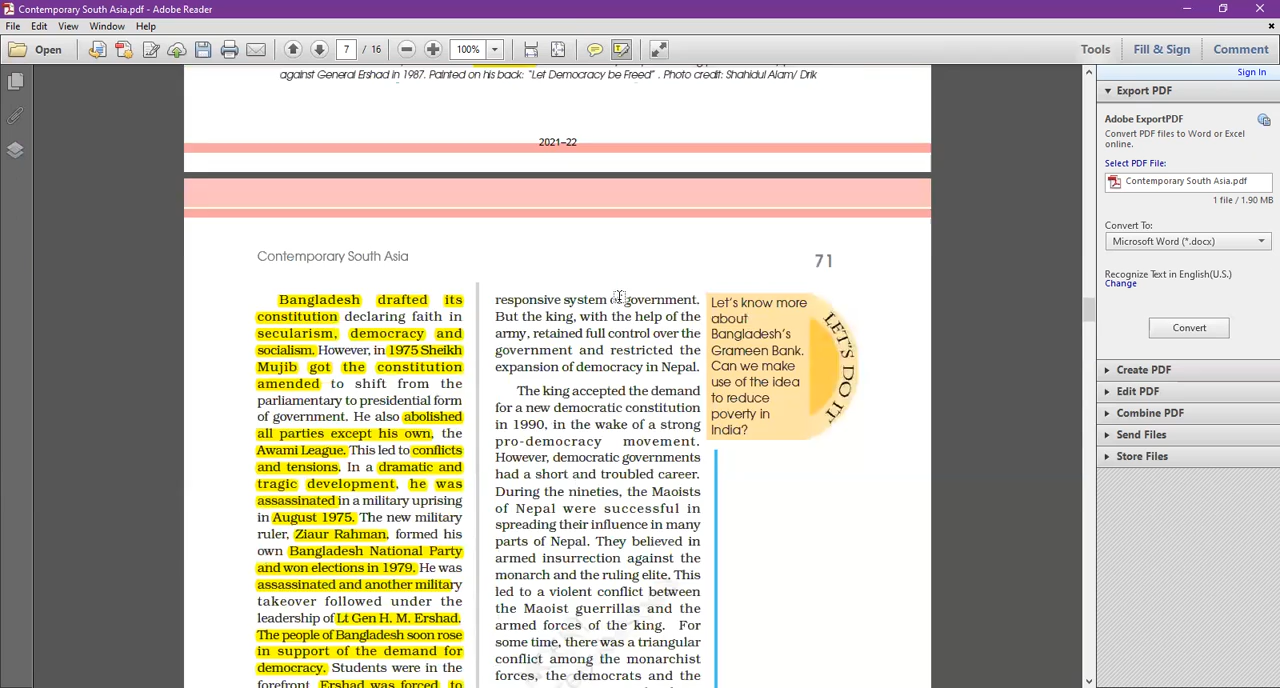 Contemporary South Asia.pdf - Adobe Reader
File Edit View Window Help
Open 7 / 16 100% Tools Fill & Sign Comment
Sign In
against General Ershad in 1987. Painted on his back: "Let Democracy be Freed" . Photo credit: Shahidul Alam/ Drik
2021–22
Contemporary South Asia
71
Bangladesh drafted its
constitution declaring faith in
secularism, democracy and
socialism. However, in 1975 Sheikh
Mujib got the constitution
amended to shift from the
parliamentary to presidential form
of government. He also abolished
all parties except his own, the
Awami League. This led to conflicts
and tensions. In a dramatic and
tragic development, he was
assassinated in a military uprising
in August 1975. The new military
ruler, Ziaur Rahman, formed his
own Bangladesh National Party
and won elections in 1979. He was
assassinated and another military
takeover followed under the
leadership of Lt Gen H. M. Ershad.
The people of Bangladesh soon rose
in support of the demand for
democracy. Students were in the
forefront. Ershad was forced to
responsive system of government.
But the king, with the help of the
army, retained full control over the
government and restricted the
expansion of democracy in Nepal.
The king accepted the demand
for a new democratic constitution
in 1990, in the wake of a strong
pro-democracy movement.
However, democratic governments
had a short and troubled career.
During the nineties, the Maoists
of Nepal were successful in
spreading their influence in many
parts of Nepal. They believed in
armed insurrection against the
monarch and the ruling elite. This
led to a violent conflict between
the Maoist guerrillas and the
armed forces of the king. For
some time, there was a triangular
conflict among the monarchist
forces, the democrats and the
Let's know more
about
Bangladesh's
Grameen Bank.
Can we make
use of the idea
to reduce
poverty in
India?
LET'S DO IT
Export PDF
Adobe ExportPDF
Convert PDF files to Word or Excel
online.
Select PDF File:
Contemporary South Asia.pdf
1 file / 1.90 MB
Convert To:
Microsoft Word (*.docx)
Recognize Text in English(U.S.)
Change
Convert
Create PDF
Edit PDF
Combine PDF
Send Files
Store Files